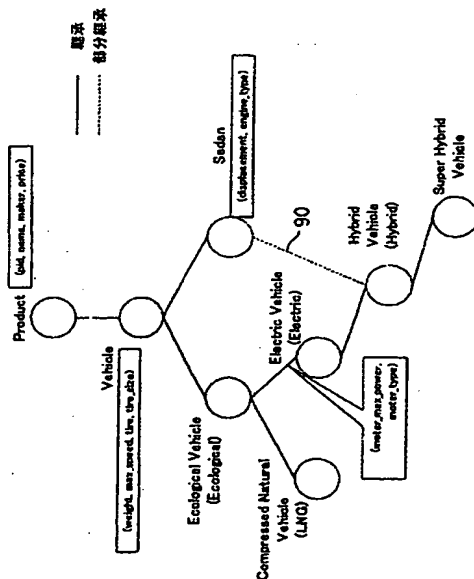 継承
部分継承
Product
(pid, name, maker, price)
Vehicle
(weight, max_speed, tire, tire_size)
Sedan
(displacement, engine_type)
Ecological Vehicle
(Ecological)
90
Electric Vehicle
(Electric)
Compressed Natural
Vehicle
(LNG)
(motor_max_power,
motor_type)
Hybrid
Vehicle
(Hybrid)
Super Hybrid
Vehicle